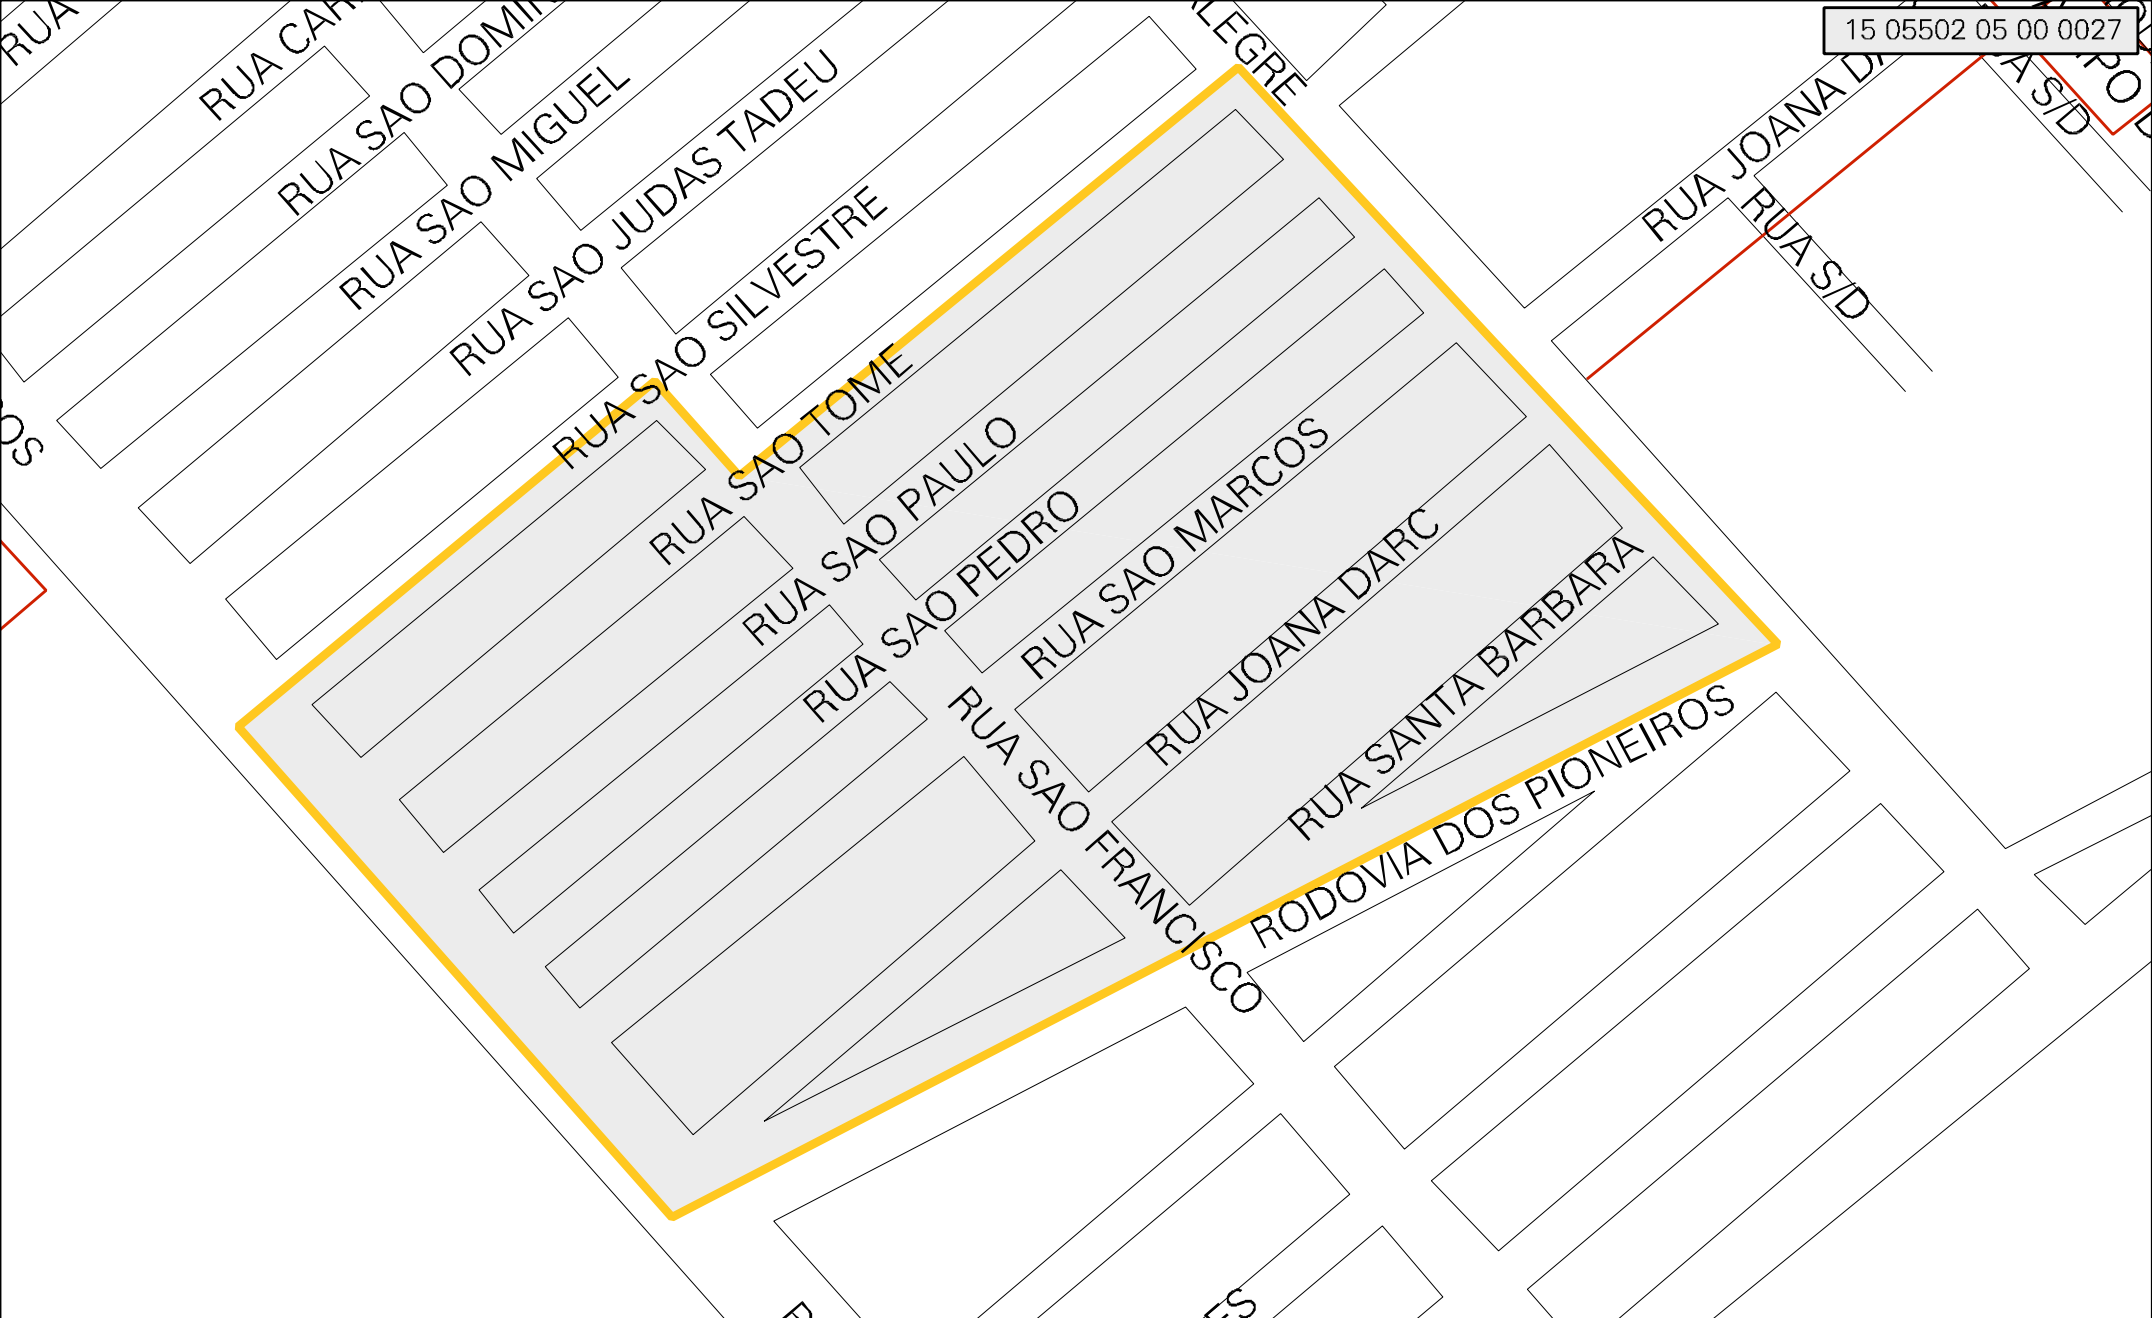 15 05502 05 00 0027
RUA
RUA SAO
RUA SAO MIGUEL
RUA SAO JUDAS TADEU
RUA SAO SILVESTRE
RUA SAO TOME
RUA SAO PAULO
RUA SAO PEDRO
RUA SAO MARCOS
RUA JOANA DARC
RUA SANTA BARBARA
RODOVIA DOS PIONEIROS
RUA SAO FRANCISCO
RUA JOANA
RUA S/D
S/D